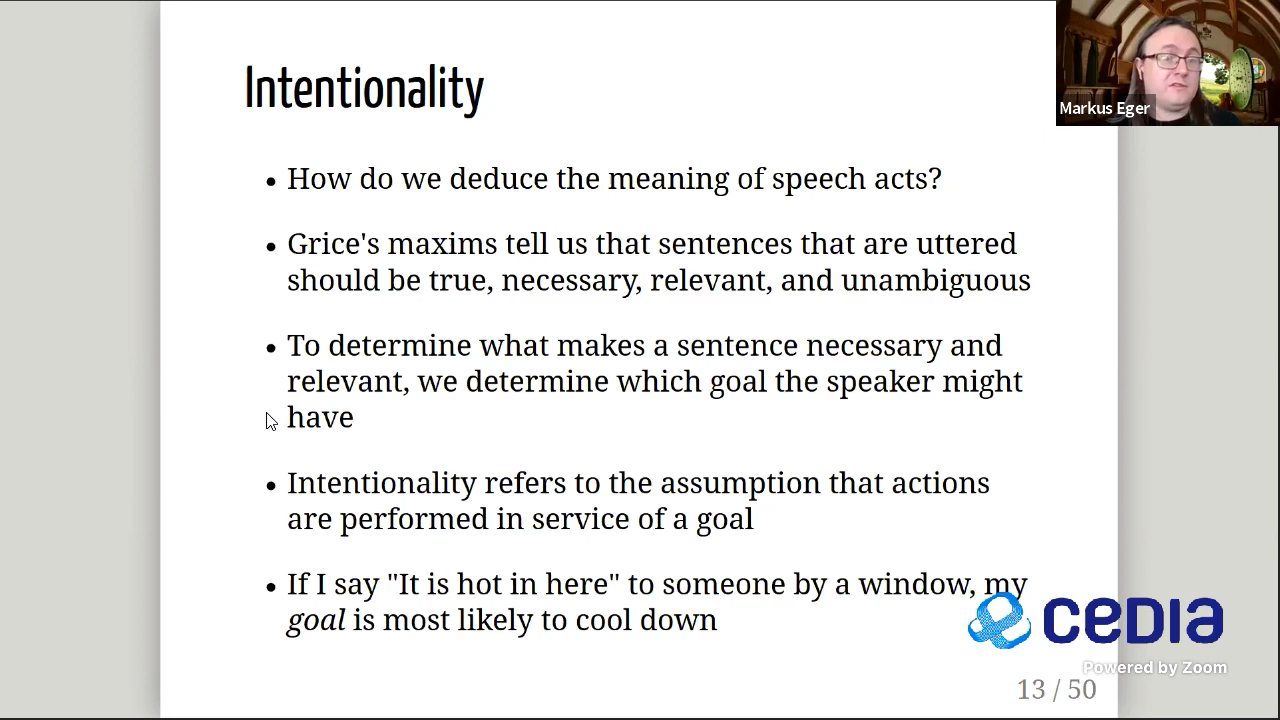 Intentionality
Markus Eger
• How do we deduce the meaning of speech acts?
• Grice's maxims tell us that sentences that are uttered
should be true, necessary, relevant, and unambiguous
• To determine what makes a sentence necessary and
relevant, we determine which goal the speaker might
have
• Intentionality refers to the assumption that actions
are performed in service of a goal
• If I say "It is hot in here" to someone by a window, my
goal is most likely to cool down
CEDIA
Powered by Zoom
13 / 50